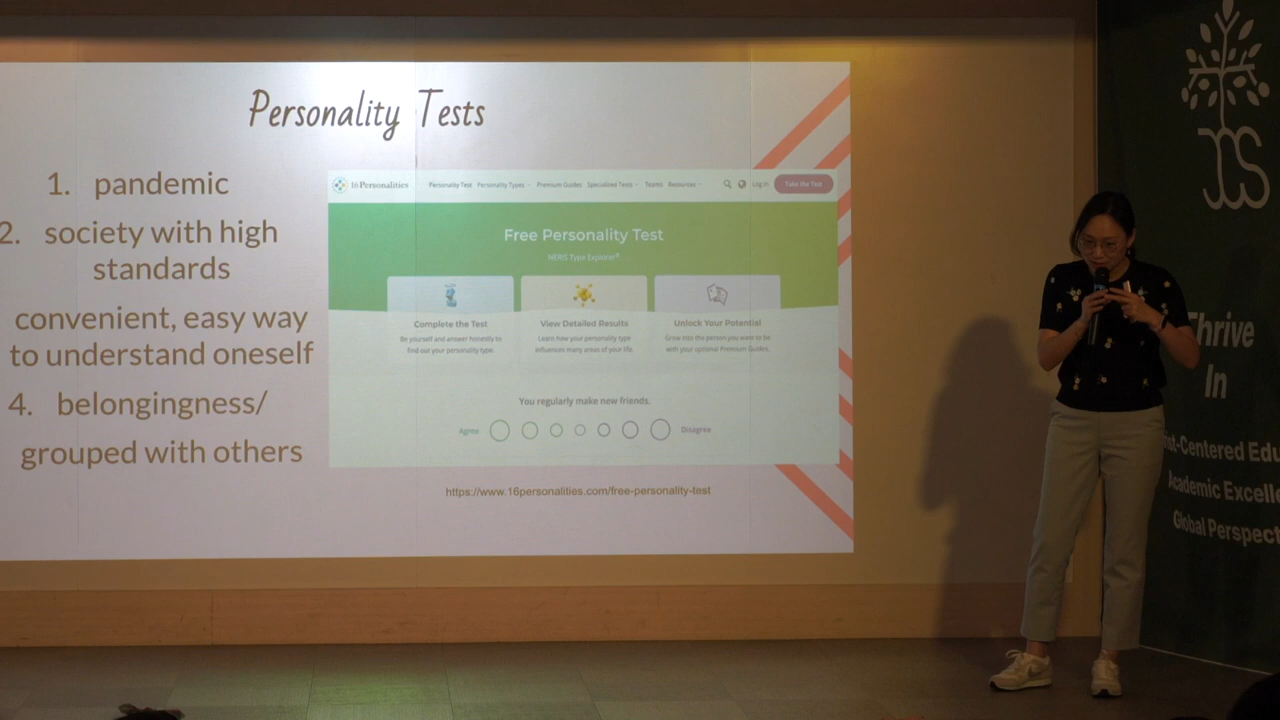 Personality Tests
1. pandemic
2. society with high
standards
convenient, easy way
to understand oneself
4. belongingness/
grouped with others
16Personalities
Personality Test Personality Types Premium Guides Specialized Tests Teams Resources Log In Take the Test
Free Personality Test
NERIS Type Explorer®
Complete the Test
Be yourself and answer honestly to
find out your personality type.
View Detailed Results
Learn how your personality type
influences many areas of your life.
Unlock Your Potential
Grow into the person you want to be
with your optional Premium Guides.
You regularly make new friends.
Agree Disagree
https://www.16personalities.com/free-personality-test
Thrive
In
Academic
Global